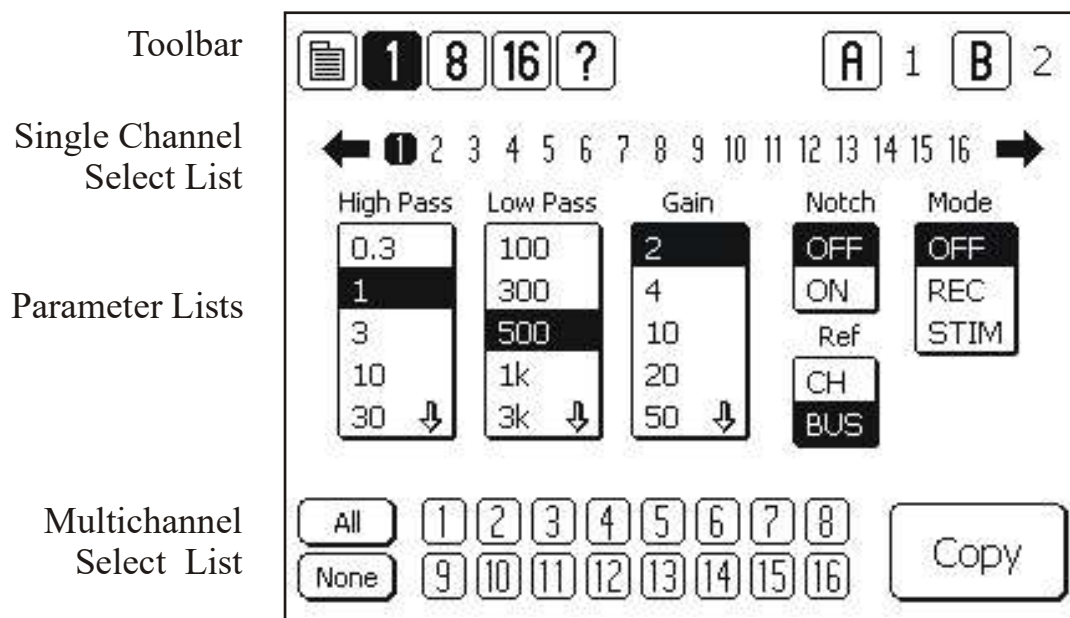 Toolbar
1 8 16 ? A 1 B 2
Single Channel
Select List
1 2 3 4 5 6 7 8 9 10 11 12 13 14 15 16
High Pass Low Pass Gain Notch Mode
0.3 100 2 OFF OFF
1 300 4 ON REC
Parameter Lists
3 500 10 Ref STIM
10 1k 20 CH
30 3k 50 BUS
Multichannel
Select List
All 1 2 3 4 5 6 7 8
None 9 10 11 12 13 14 15 16
Copy